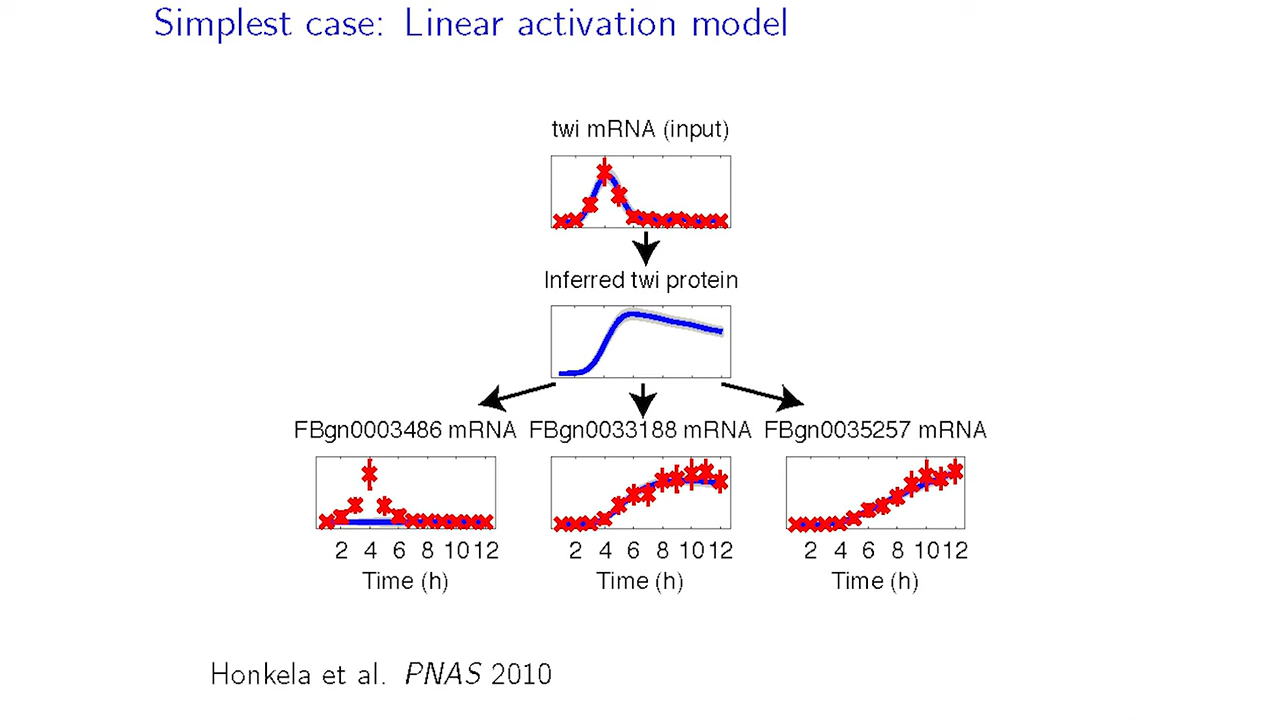 Simplest case: Linear activation model
twi mRNA (input)
Inferred twi protein
FBgn0003486 mRNA FBgn0033188 mRNA FBgn0035257 mRNA
2 4 6 8 10 12 2 4 6 8 10 12 2 4 6 8 10 12
Time (h) Time (h) Time (h)
Honkela et al. PNAS 2010